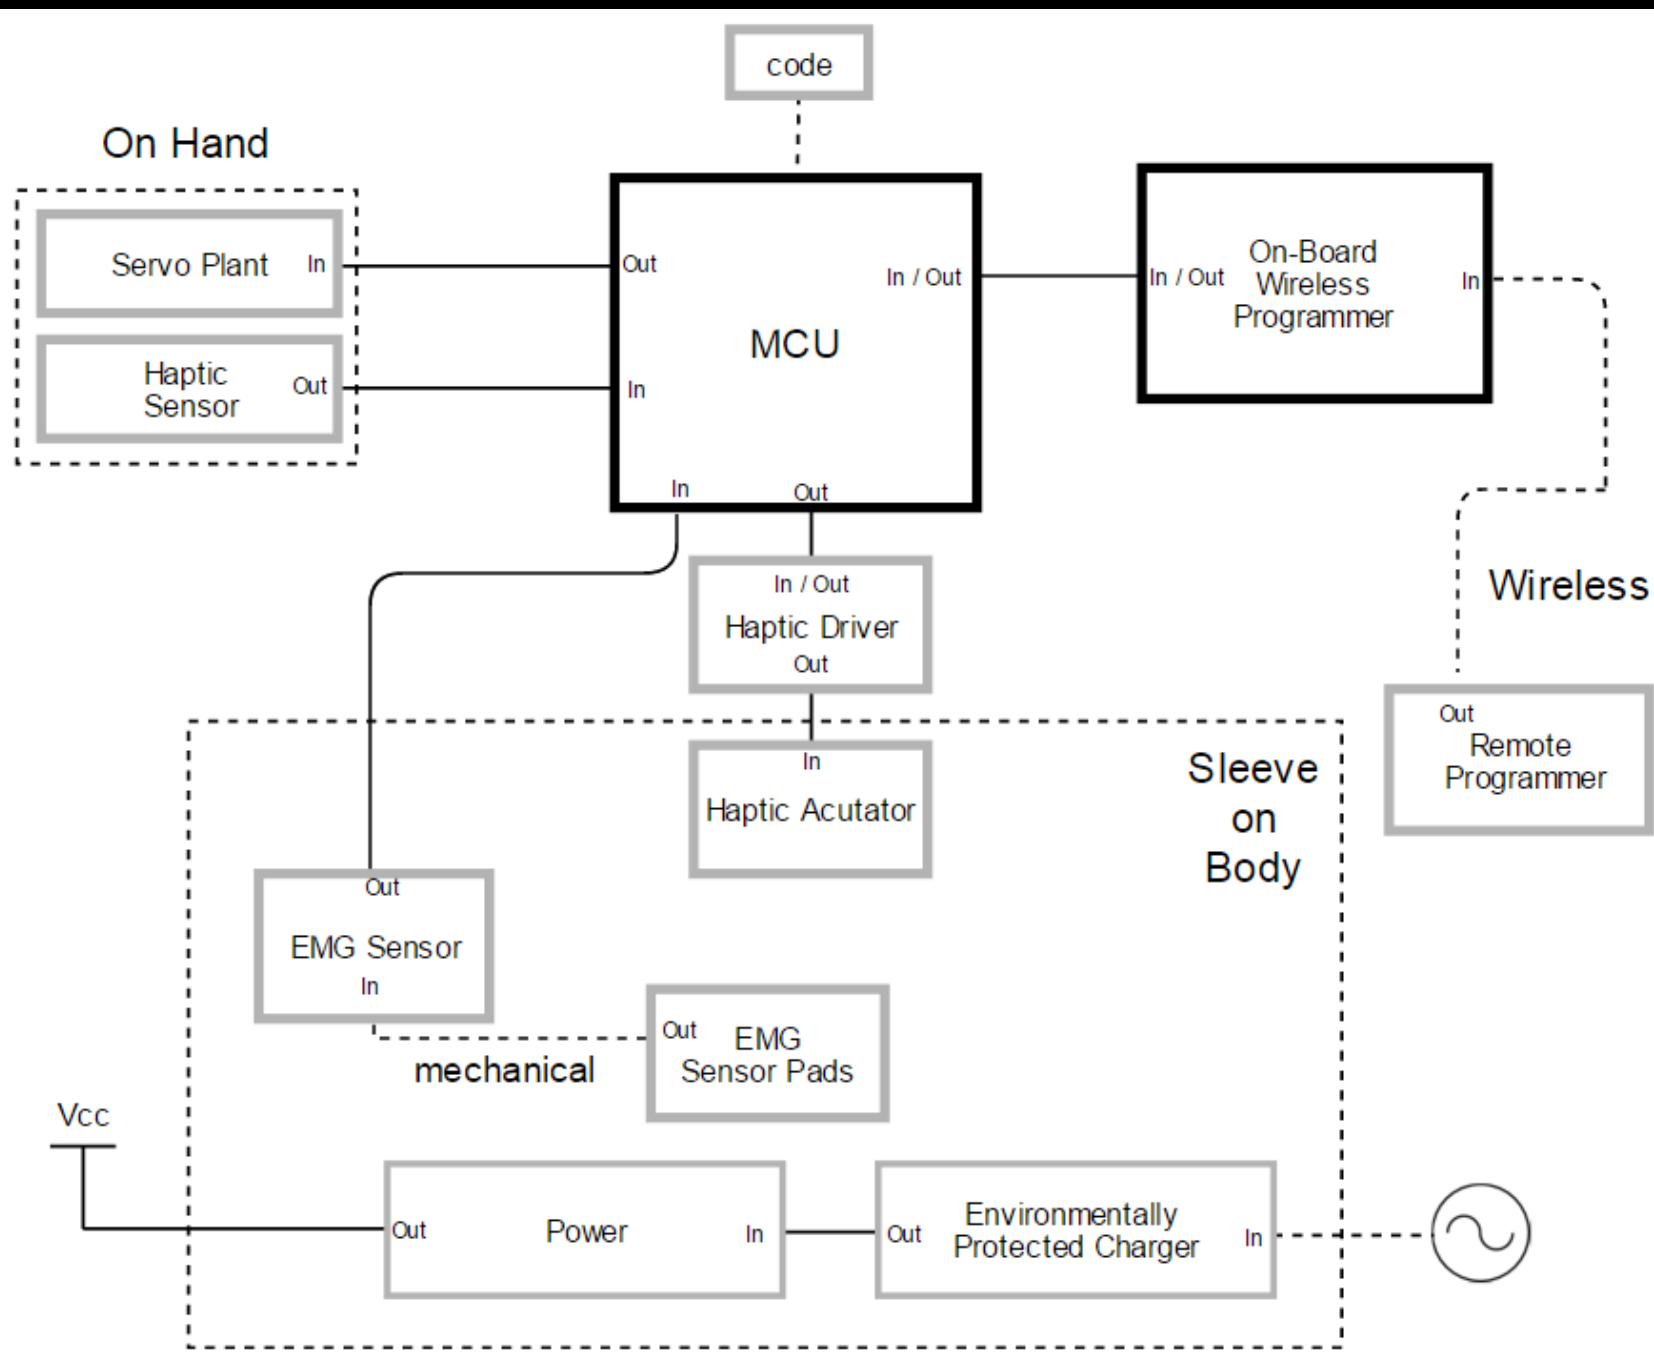 code
On Hand
Servo Plant
In
Haptic
Sensor
Out
Out
In / Out
MCU
In
In
Out
In / Out
On-Board
Wireless
Programmer
In
Wireless
In / Out
Haptic Driver
Out
Out
Remote
Programmer
In
Haptic Acutator
Sleeve
on
Body
Out
EMG Sensor
In
Out
EMG
Sensor Pads
mechanical
Vcc
Out
Power
In
Out
Environmentally
Protected Charger
In